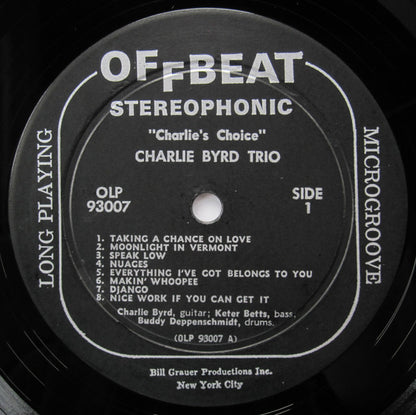 OFFBEAT
STEREOPHONIC
"Charlie's Choice"
CHARLIE BYRD TRIO
LONG PLAYING
MICROGROOVE
OLP
93007
SIDE
1
1. TAKING A CHANCE ON LOVE
2. MOONLIGHT IN VERMONT
3. SPEAK LOW
4. NUAGES
5. EVERYTHING I'VE GOT BELONGS TO YOU
6. MAKIN' WHOOPEE
7. DJANGO
8. NICE WORK IF YOU CAN GET IT
Charlie Byrd, guitar; Keter Betts, bass,
Buddy Deppenschmidt, drums.
(OLP 93007 A)
Bill Grauer Productions Inc.
New York City